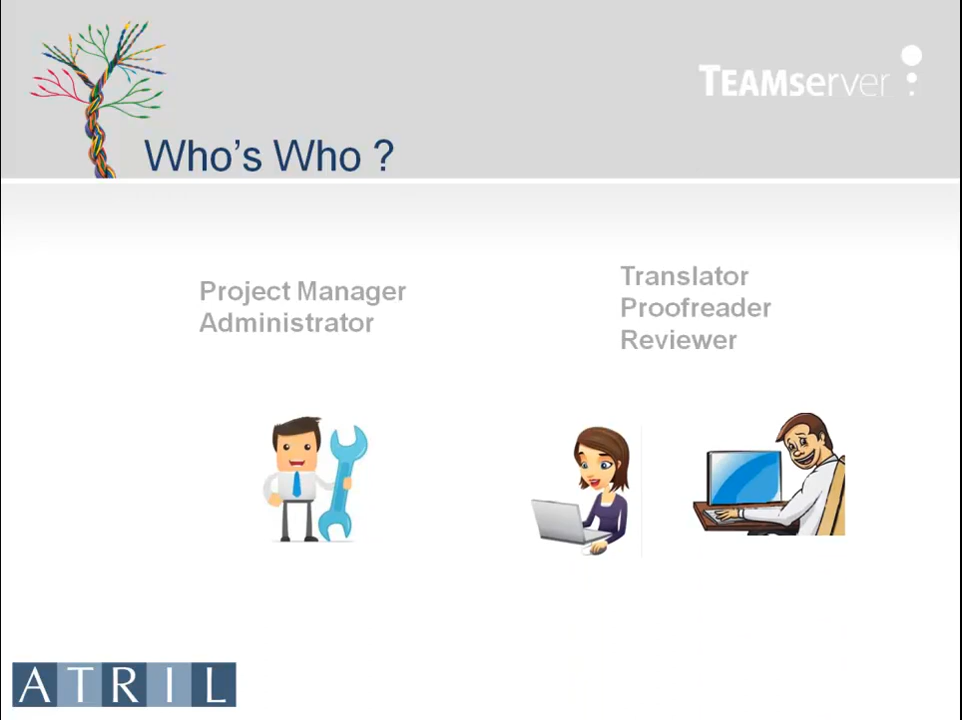 TEAMserver
Who's Who ?
Project Manager
Administrator
Translator
Proofreader
Reviewer
ATRIL